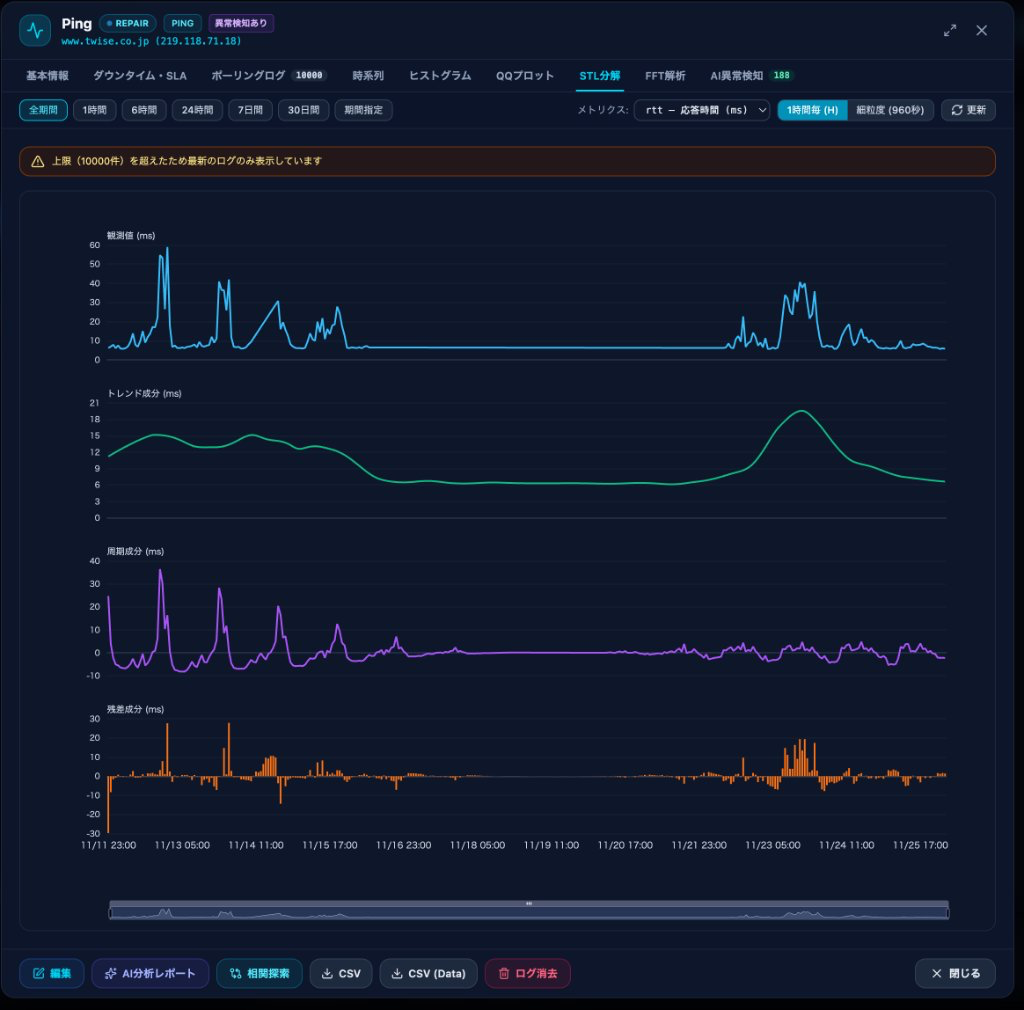 Ping REPAIR PING 異常検知あり
www.twise.co.jp (219.118.71.18)
基本情報 ダウンタイム・SLA ポーリングログ 10000 時系列 ヒストグラム QQプロット STL分解 FFT解析 AI異常検知 188
全期間 1時間 6時間 24時間 7日間 30日間 期間指定 メトリクス: rtt — 応答時間 (ms) 1時間毎 (H) 細粒度 (960秒) 更新
上限（10000件）を超えたため最新のログのみ表示しています
観測値 (ms)
60
50
40
30
20
10
0
トレンド成分 (ms)
21
18
15
12
9
6
3
0
周期成分 (ms)
40
30
20
10
0
-10
残差成分 (ms)
30
20
10
0
-10
-20
-30
11/11 23:00 11/13 05:00 11/14 11:00 11/15 17:00 11/16 23:00 11/18 05:00 11/19 11:00 11/20 17:00 11/21 23:00 11/23 05:00 11/24 11:00 11/25 17:00
編集 AI分析レポート 相関探索 CSV CSV (Data) ログ消去 閉じる